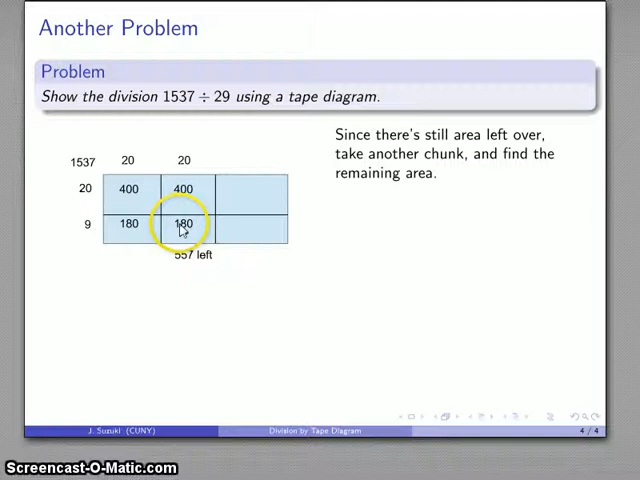 Another Problem
Problem
Show the division 1537 ÷ 29 using a tape diagram.
Since there's still area left over,
take another chunk, and find the
remaining area.
1537 20 20
20 400 400
9 180 180
557 left
J. Suzuki (CUNY) Division by Tape Diagram 4 / 4
Screencast-O-Matic.com